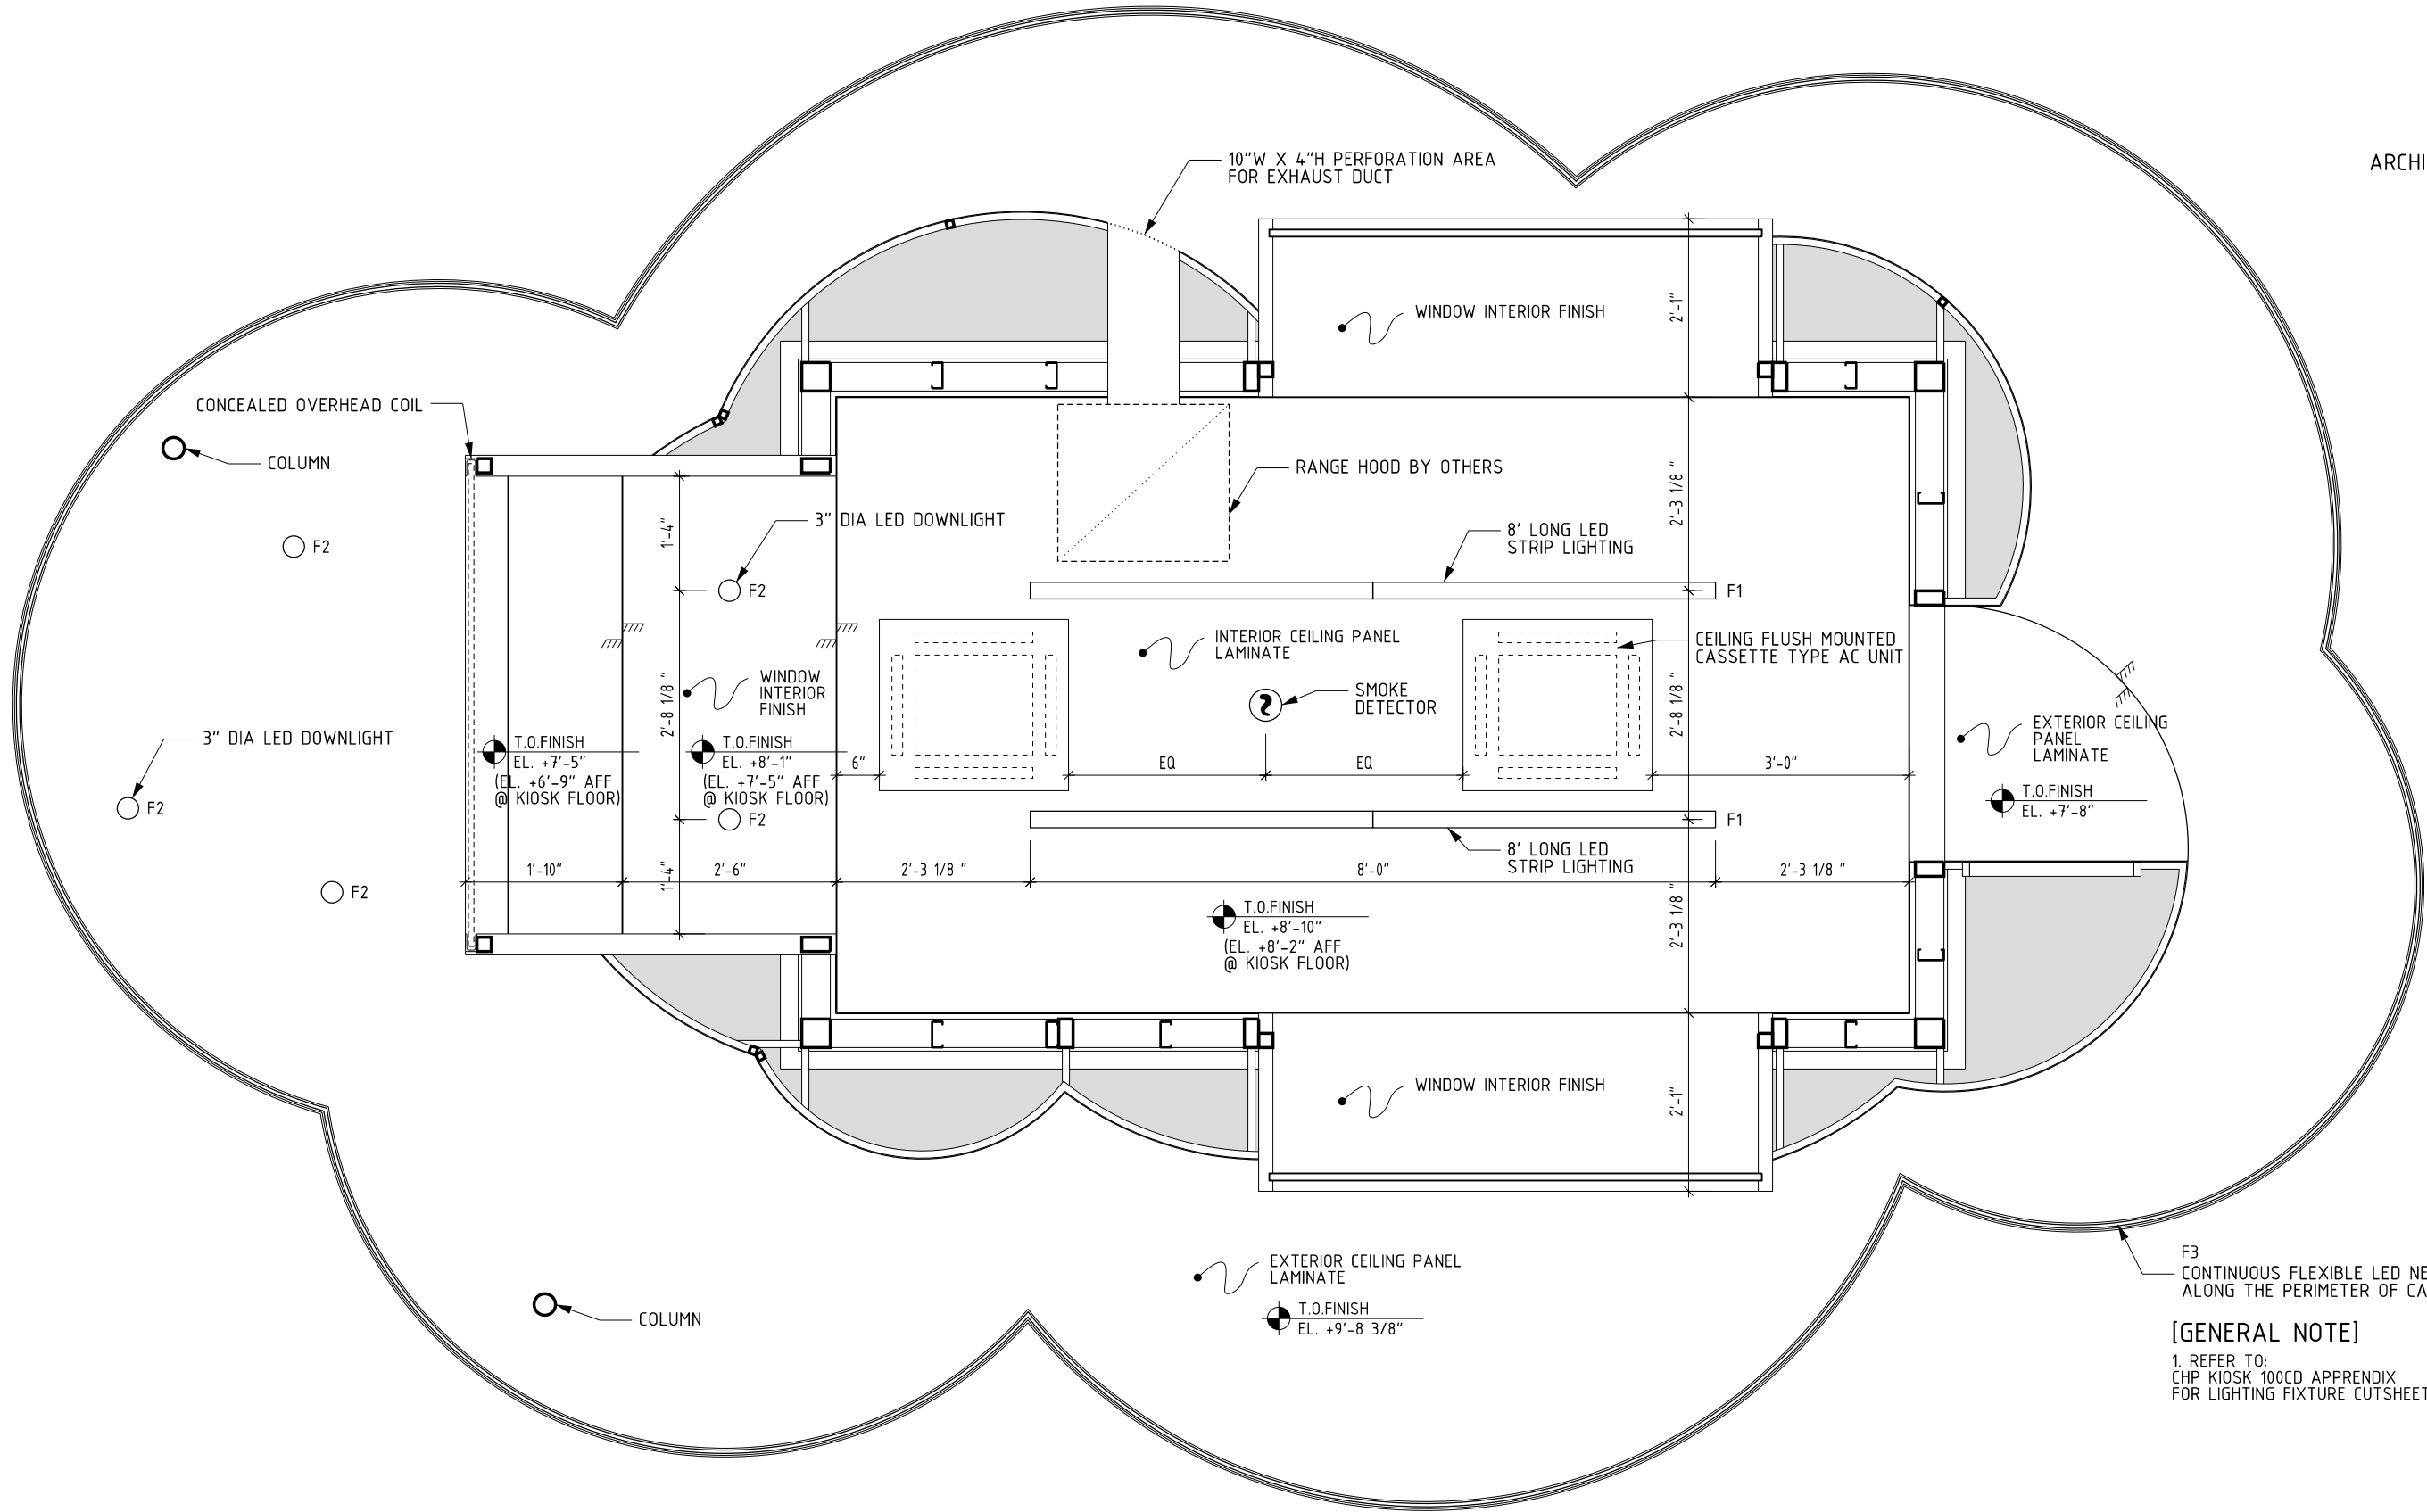 ARCHI
10"W X 4"H PERFORATION AREA
FOR EXHAUST DUCT
WINDOW INTERIOR FINISH
2'-1"
CONCEALED OVERHEAD COIL
COLUMN
RANGE HOOD BY OTHERS
2'-3 1/8 "
F2
1'-4"
3" DIA LED DOWNLIGHT
8' LONG LED
STRIP LIGHTING
F2
F1
INTERIOR CEILING PANEL
LAMINATE
CEILING FLUSH MOUNTED
CASSETTE TYPE AC UNIT
WINDOW
INTERIOR
FINISH
2'-8 1/8 "
SMOKE
DETECTOR
2'-8 1/8 "
EXTERIOR CEILING
PANEL
LAMINATE
3" DIA LED DOWNLIGHT
T.O.FINISH
EL. +7'-5"
(EL. +6'-9" AFF
@ KIOSK FLOOR)
T.O.FINISH
EL. +8'-1"
(EL. +7'-5" AFF
@ KIOSK FLOOR)
6"
EQ
EQ
3'-0"
T.O.FINISH
EL. +7'-8"
F2
F2
F1
8' LONG LED
STRIP LIGHTING
1'-10"
1'-4"
2'-6"
2'-3 1/8 "
8'-0"
2'-3 1/8 "
F2
T.O.FINISH
EL. +8'-10"
(EL. +8'-2" AFF
@ KIOSK FLOOR)
2'-3 1/8 "
WINDOW INTERIOR FINISH
2'-1"
EXTERIOR CEILING PANEL
LAMINATE
T.O.FINISH
EL. +9'-8 3/8"
COLUMN
F3
CONTINUOUS FLEXIBLE LED NE
ALONG THE PERIMETER OF CA
[GENERAL NOTE]
1. REFER TO:
CHP KIOSK 100CD APPRENDIX
FOR LIGHTING FIXTURE CUTSHEET